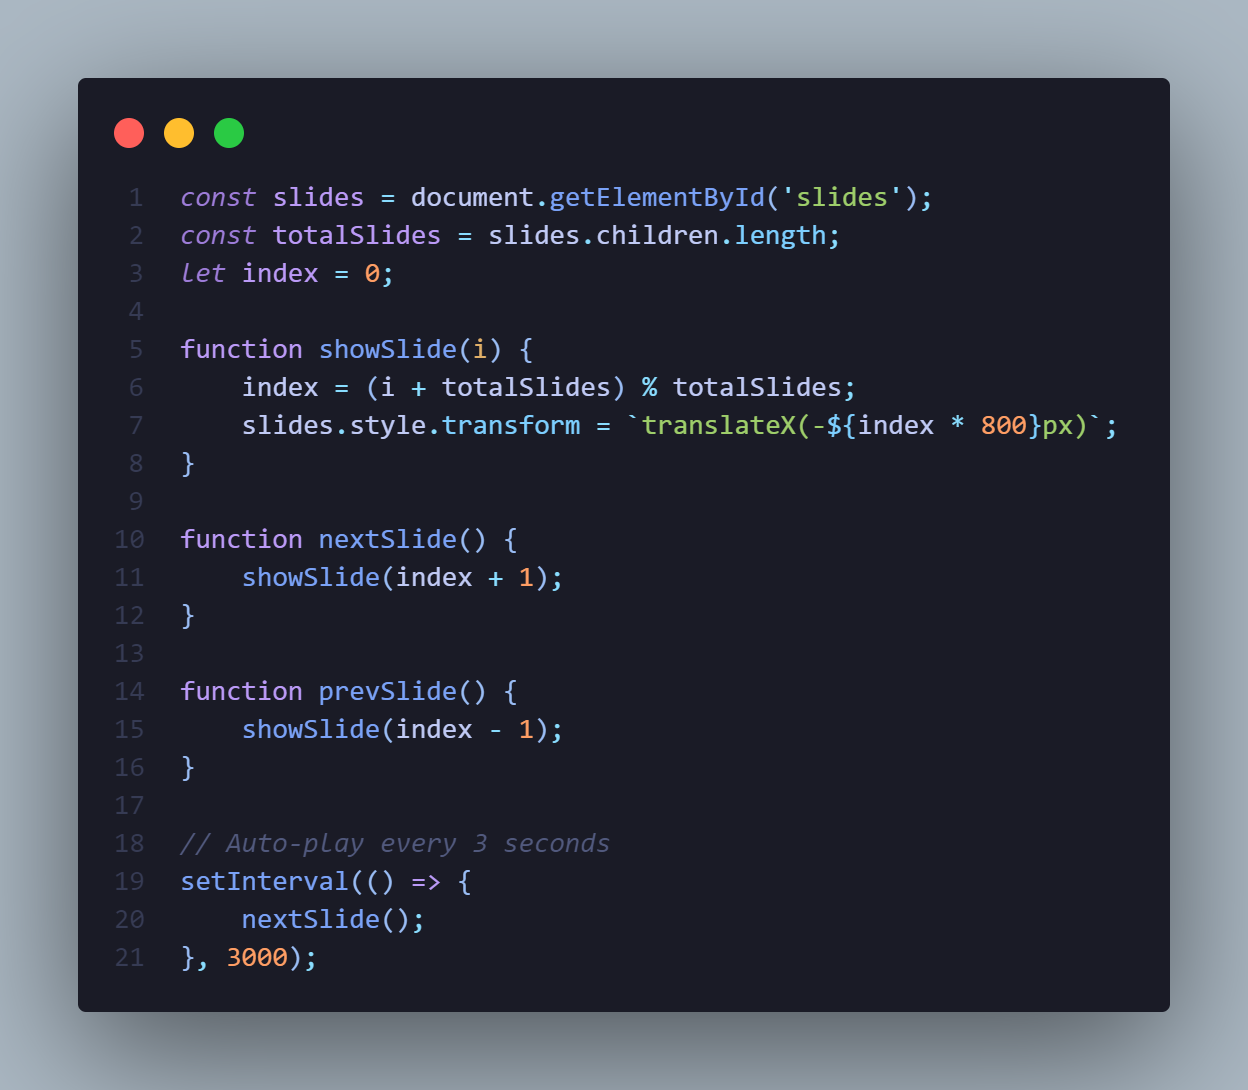 1 const slides = document.getElementById('slides');
2 const totalSlides = slides.children.length;
3 let index = 0;
4
5 function showSlide(i) {
6     index = (i + totalSlides) % totalSlides;
7     slides.style.transform = `translateX(-${index * 800}px)`;
8 }
9
10 function nextSlide() {
11     showSlide(index + 1);
12 }
13
14 function prevSlide() {
15     showSlide(index - 1);
16 }
17
18 // Auto-play every 3 seconds
19 setInterval(() => {
20     nextSlide();
21 }, 3000);